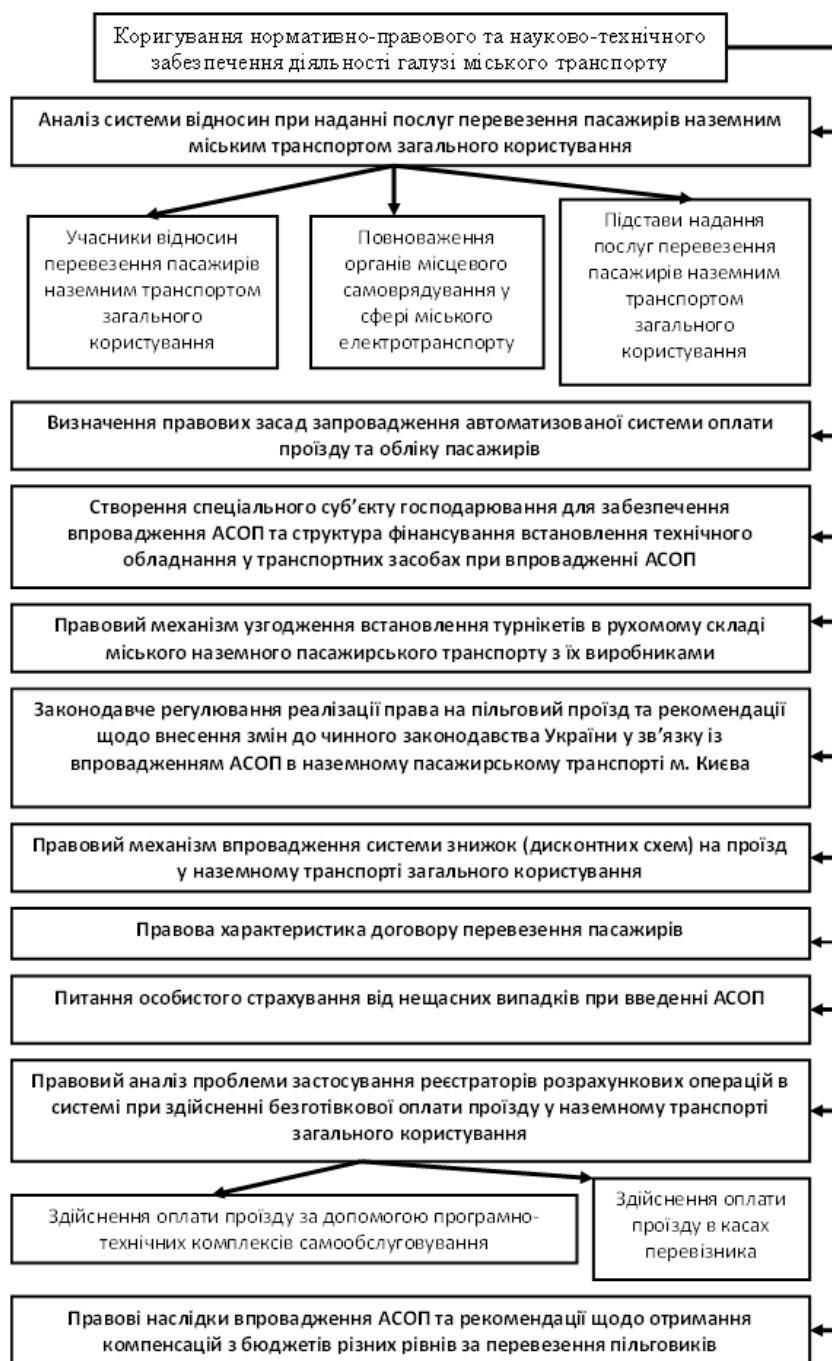 Коригування нормативно-правового та науково-технічного
забезпечення діяльності галузі міського транспорту
Аналіз системи відносин при наданні послуг перевезення пасажирів наземним
міським транспортом загального користування
Учасники відносин
перевезення пасажирів
наземним транспортом
загального
користування
Повноваження
органів місцевого
самоврядування у
сфері міського
електротранспорту
Підстави надання
послуг перевезення
пасажирів наземним
транспортом
загального
користування
Визначення правових засад запровадження автоматизованої системи оплати
проїзду та обліку пасажирів
Створення спеціального суб’єкту господарювання для забезпечення
впровадження АСОП та структура фінансування встановлення технічного
обладнання у транспортних засобах при впровадженні АСОП
Правовий механізм узгодження встановлення турнікетів в рухомому складі
міського наземного пасажирського транспорту з їх виробниками
Законодавче регулювання реалізації права на пільговий проїзд та рекомендації
щодо внесення змін до чинного законодавства України у зв’язку із
впровадженням АСОП в наземному пасажирському транспорті м. Києва
Правовий механізм впровадження системи знижок (дисконтних схем) на проїзд
у наземному транспорті загального користування
Правова характеристика договору перевезення пасажирів
Питання особистого страхування від нещасних випадків при введенні АСОП
Правовий аналіз проблеми застосування реєстраторів розрахункових операцій в
системі при здійсненні безготівкової оплати проїзду у наземному транспорті
загального користування
Здійснення оплати проїзду за допомогою програмно-
технічних комплексів самообслуговування
Здійснення оплати
проїзду в касах
перевізника
Правові наслідки впровадження АСОП та рекомендації щодо отримання
компенсацій з бюджетів різних рівнів за перевезення пільговиків